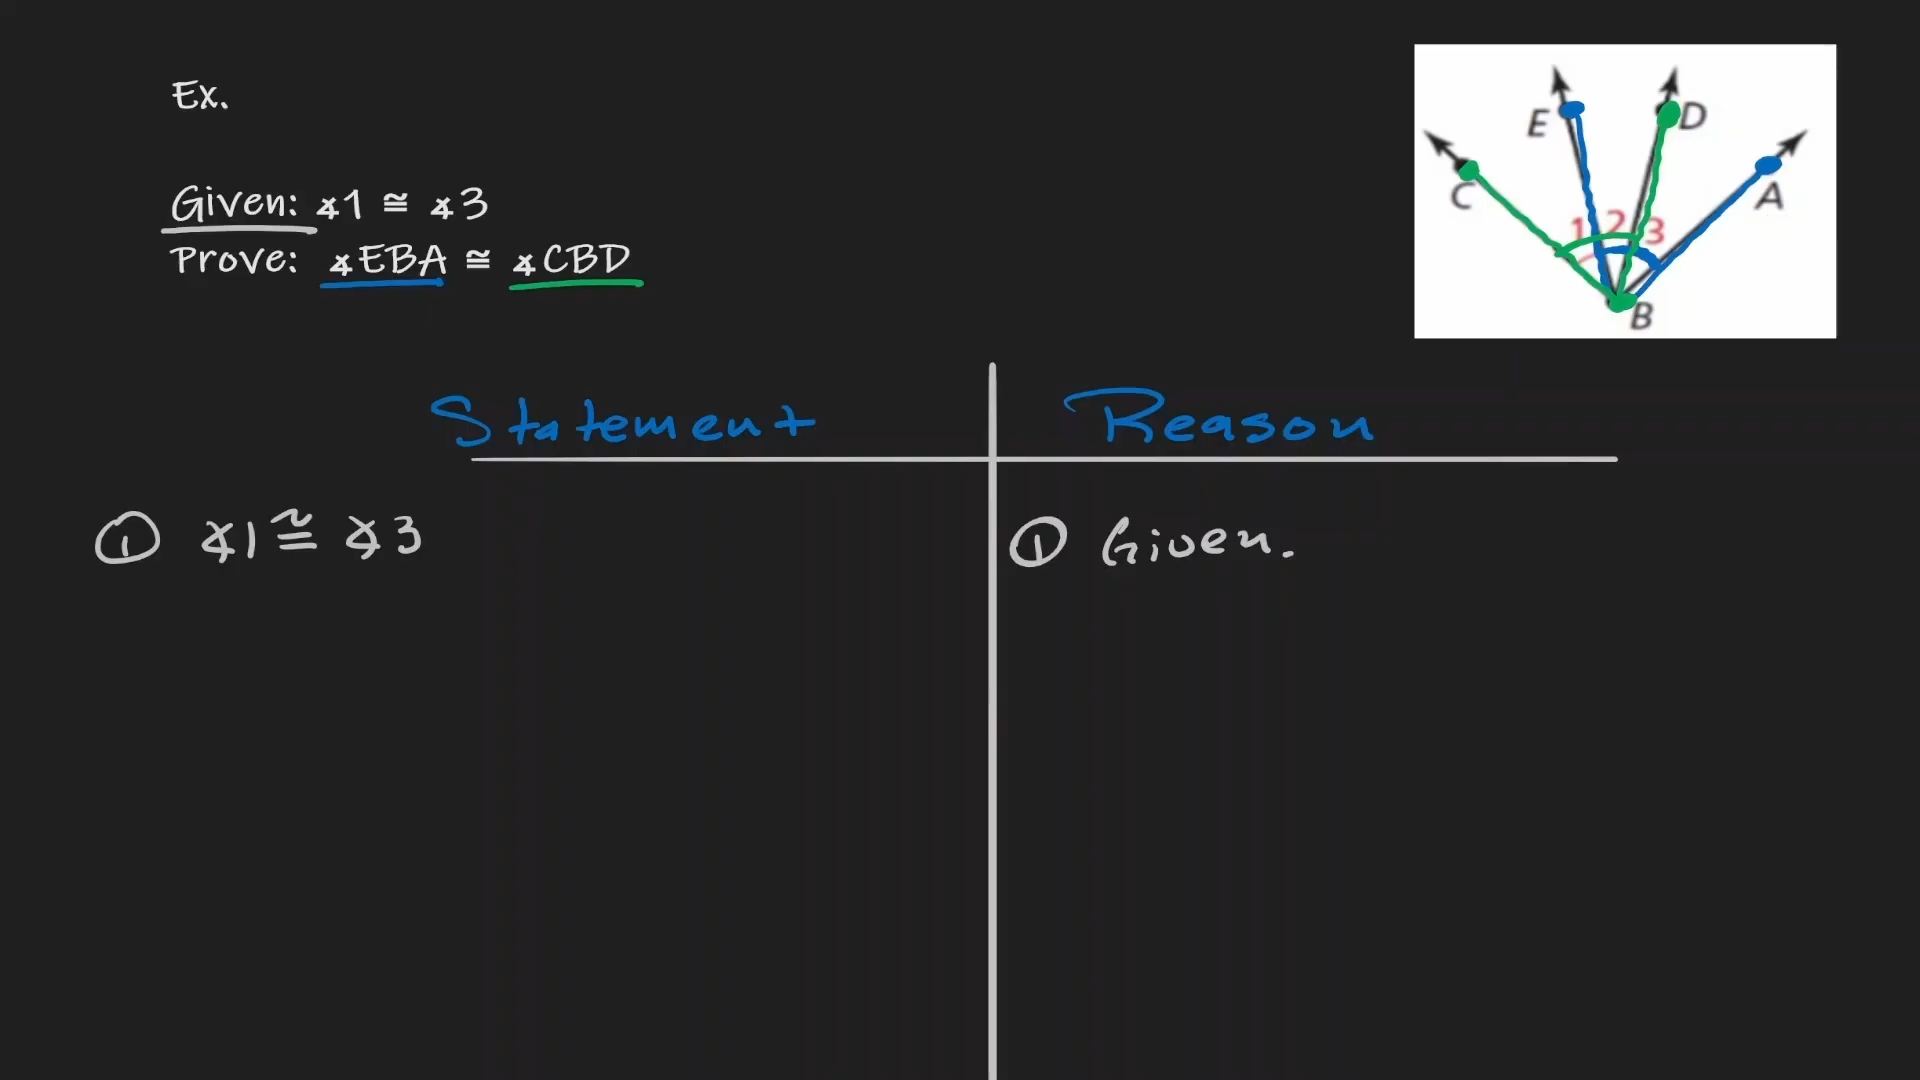 Ex.
Given: ∡1 ≅ ∡3
Prove: ∡EBA ≅ ∡CBD
E
D
C
A
1 2 3
B
Statement Reason
① ∡1 ≅ ∡3 ① Given.